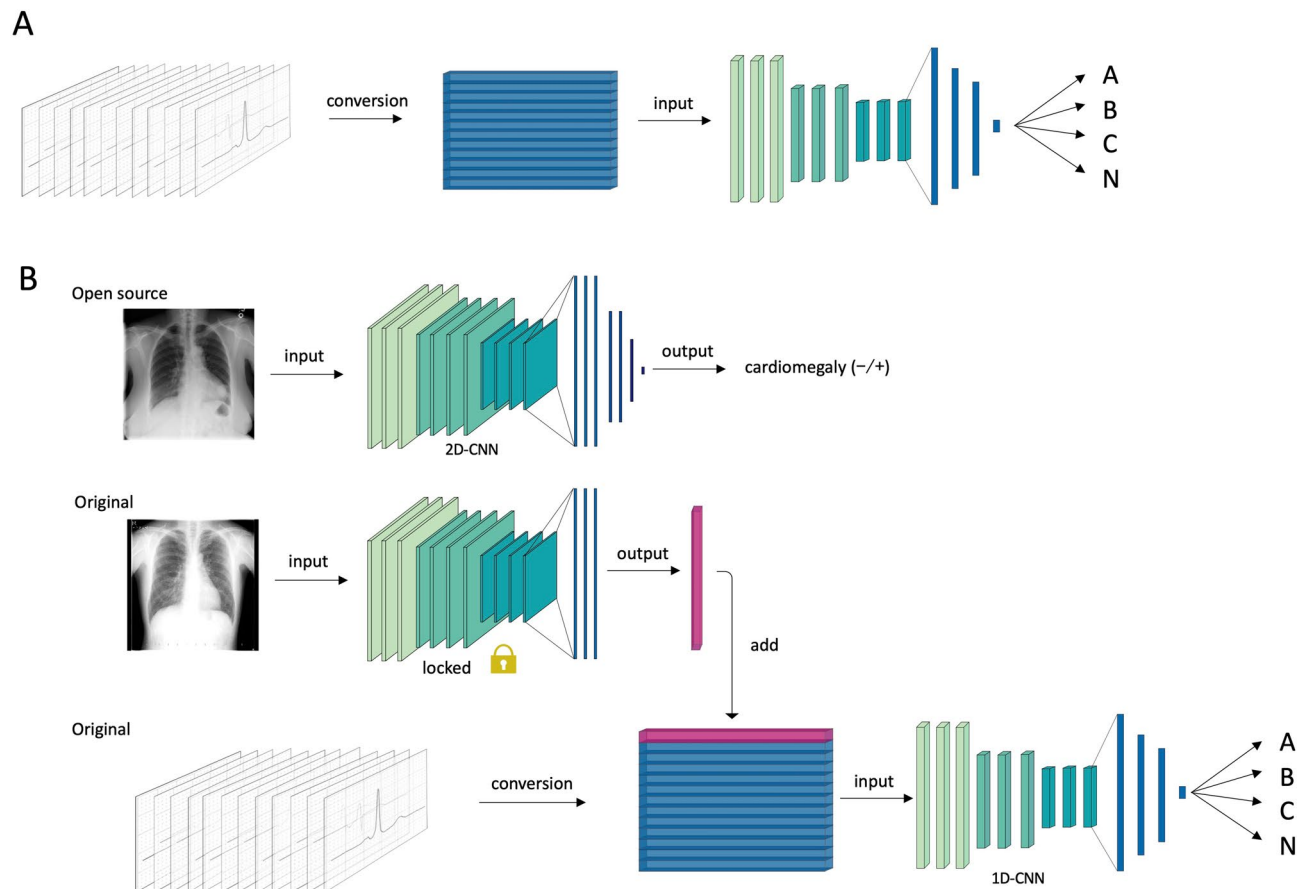 A
conversion
input
A
B
C
N
B
Open source
input
2D-CNN
output
cardiomegaly (−/+)
Original
input
locked
output
add
Original
conversion
input
1D-CNN
A
B
C
N